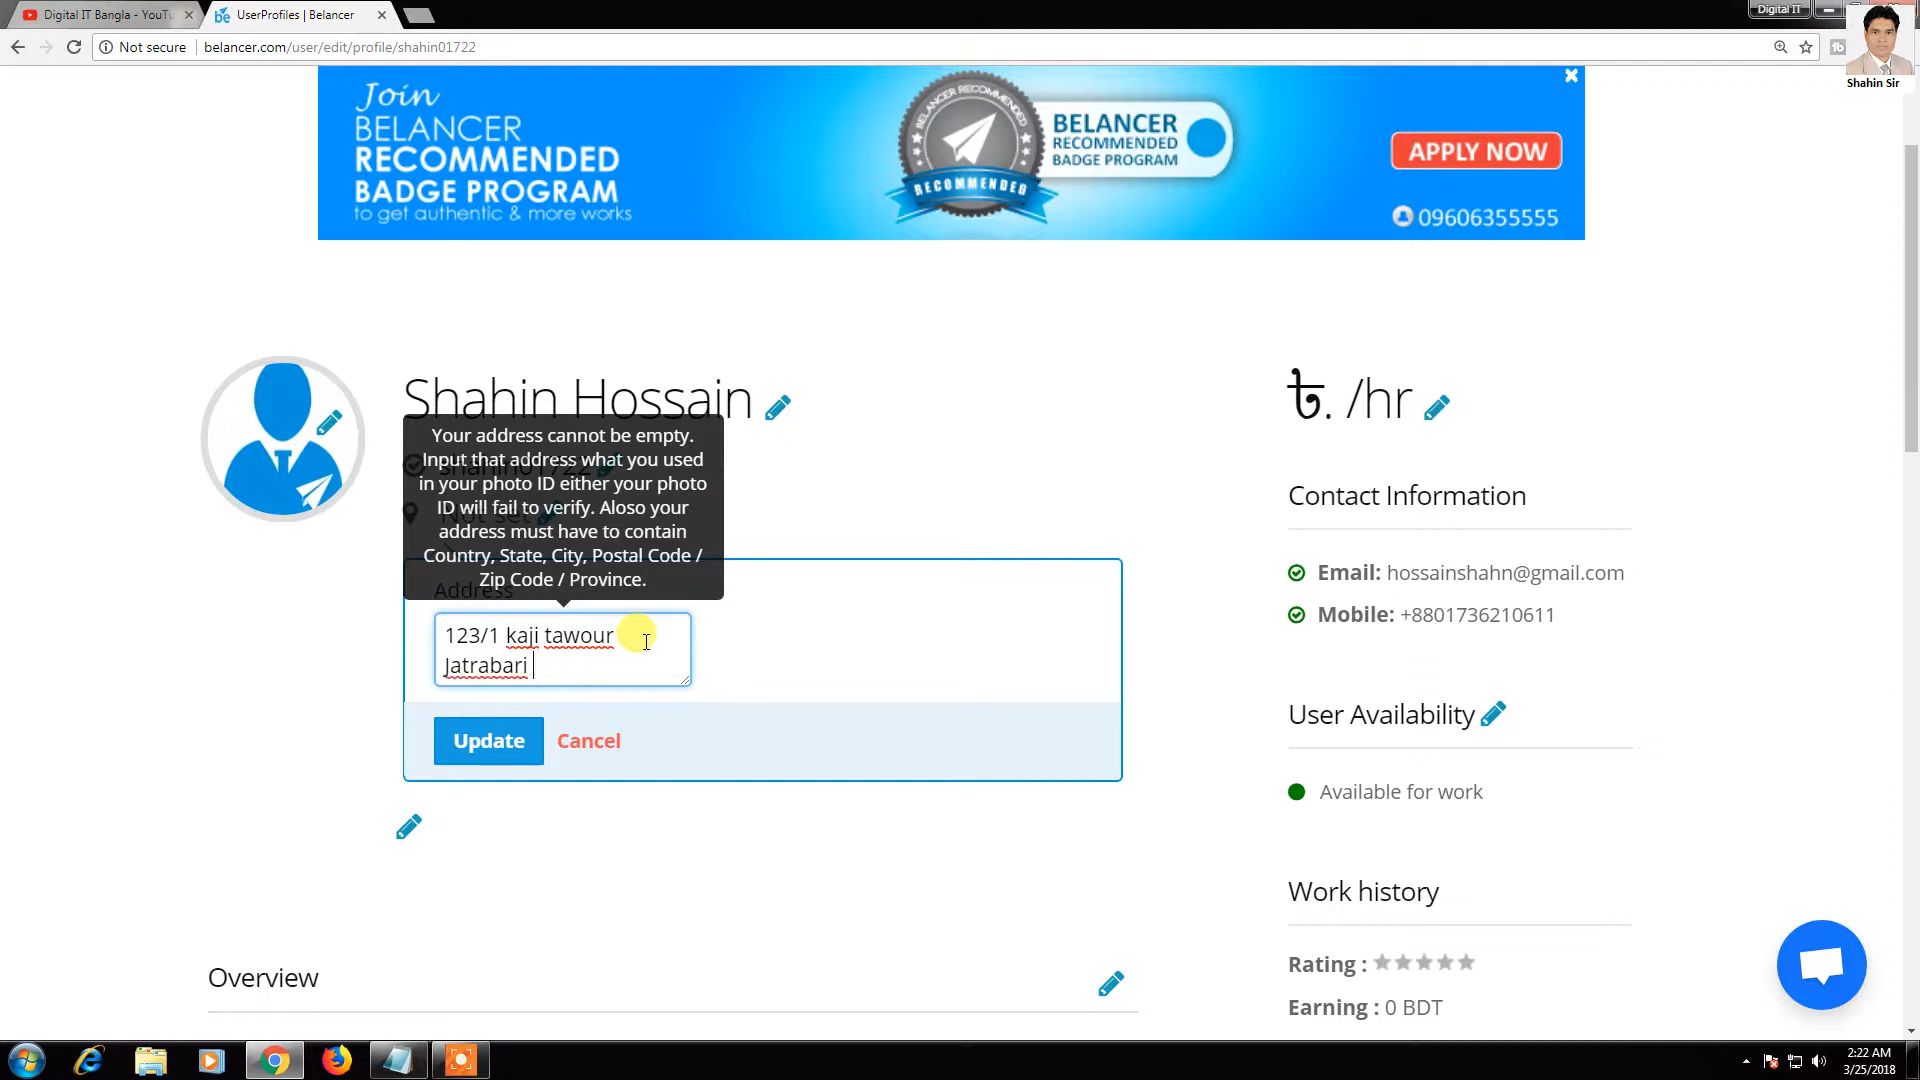 Digital IT Bangla - YouTu
UserProfiles | Belancer
Digital IT
Not secure
belancer.com/user/edit/profile/shahin01722
Shahin Sir
Join
BELANCER
RECOMMENDED
BADGE PROGRAM
to get authentic & more works
BELANCER RECOMMENDED
RECOMMENDED
BELANCER
RECOMMENDED
BADGE PROGRAM
APPLY NOW
09606355555
Shahin Hossain
shahin01722
Not set
Your address cannot be empty.
Input that address what you used
in your photo ID either your photo
ID will fail to verify. Aloso your
address must have to contain
Country, State, City, Postal Code /
Zip Code / Province.
Address
123/1 kaji tawour
Jatrabari
Update
Cancel
Overview
৳. /hr
Contact Information
Email: hossainshahn@gmail.com
Mobile: +8801736210611
User Availability
Available for work
Work history
Rating :
Earning : 0 BDT
2:22 AM
3/25/2018